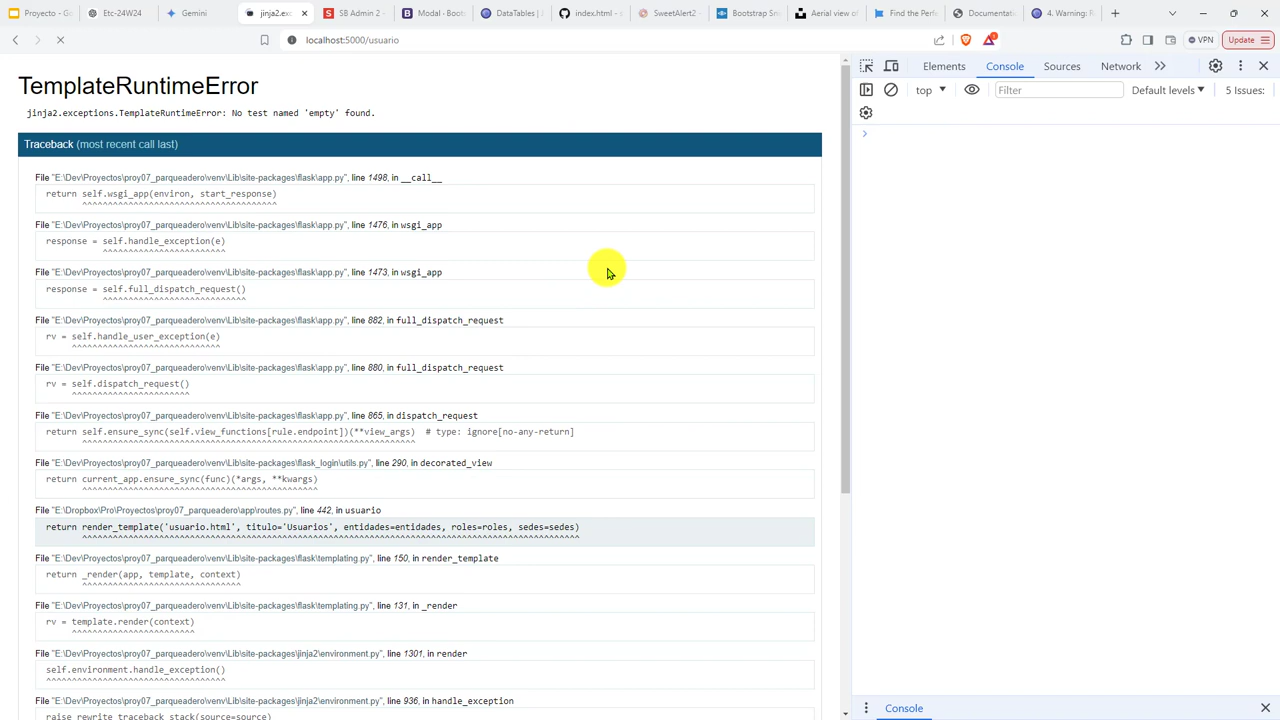 Proyecto - Go
Etc-24W24
Gemini
jinja2.exc
SB Admin 2 -
Modal · Boots
DataTables | J
index.html - s
SweetAlert2 -
Bootstrap Snip
Aerial view of
Find the Perfe
Documentati
4. Warning: R
localhost:5000/usuario
VPN
Update
TemplateRuntimeError
jinja2.exceptions.TemplateRuntimeError: No test named 'empty' found.
Traceback (most recent call last)
File "E:\Dev\Proyectos\proy07_parqueadero\venv\Lib\site-packages\flask\app.py", line 1498, in __call__
return self.wsgi_app(environ, start_response)
^^^^^^^^^^^^^^^^^^^^^^^^^^^^^^^^^^^^
File "E:\Dev\Proyectos\proy07_parqueadero\venv\Lib\site-packages\flask\app.py", line 1476, in wsgi_app
response = self.handle_exception(e)
^^^^^^^^^^^^^^^^^^^^^^^^
File "E:\Dev\Proyectos\proy07_parqueadero\venv\Lib\site-packages\flask\app.py", line 1473, in wsgi_app
response = self.full_dispatch_request()
^^^^^^^^^^^^^^^^^^^^^^^^^^^^
File "E:\Dev\Proyectos\proy07_parqueadero\venv\Lib\site-packages\flask\app.py", line 882, in full_dispatch_request
rv = self.handle_user_exception(e)
^^^^^^^^^^^^^^^^^^^^^^^^^^^^^
File "E:\Dev\Proyectos\proy07_parqueadero\venv\Lib\site-packages\flask\app.py", line 880, in full_dispatch_request
rv = self.dispatch_request()
^^^^^^^^^^^^^^^^^^^^^^^
File "E:\Dev\Proyectos\proy07_parqueadero\venv\Lib\site-packages\flask\app.py", line 865, in dispatch_request
return self.ensure_sync(self.view_functions[rule.endpoint])(**view_args)  # type: ignore[no-any-return]
^^^^^^^^^^^^^^^^^^^^^^^^^^^^^^^^^^^^^^^^^^^^^^^^^^^^^^^^^^^^^^^^^
File "E:\Dev\Proyectos\proy07_parqueadero\venv\Lib\site-packages\flask_login\utils.py", line 290, in decorated_view
return current_app.ensure_sync(func)(*args, **kwargs)
^^^^^^^^^^^^^^^^^^^^^^^^^^^^^^^^^^^^^^^^^^^^^^
File "E:\Dropbox\Pro\Proyectos\proy07_parqueadero\app\routes.py", line 442, in usuario
return render_template('usuario.html', titulo='Usuarios', entidades=entidades, roles=roles, sedes=sedes)
^^^^^^^^^^^^^^^^^^^^^^^^^^^^^^^^^^^^^^^^^^^^^^^^^^^^^^^^^^^^^^^^^^^^^^^^^^^^^^^^^^^^^^^^^^^^^^^^^
File "E:\Dev\Proyectos\proy07_parqueadero\venv\Lib\site-packages\flask\templating.py", line 150, in render_template
return _render(app, template, context)
^^^^^^^^^^^^^^^^^^^^^^^^^^^^^^^
File "E:\Dev\Proyectos\proy07_parqueadero\venv\Lib\site-packages\flask\templating.py", line 131, in _render
rv = template.render(context)
^^^^^^^^^^^^^^^^^^^^^^^^
File "E:\Dev\Proyectos\proy07_parqueadero\venv\Lib\site-packages\jinja2\environment.py", line 1301, in render
self.environment.handle_exception()
^^^^^^^^^^^^^^^^^^^^^^^^^^^^^^^^^^^
File "E:\Dev\Proyectos\proy07_parqueadero\venv\Lib\site-packages\jinja2\environment.py", line 936, in handle_exception
raise rewrite_traceback_stack(source=source)
Elements
Console
Sources
Network
top
Filter
Default levels
5 Issues:
Console